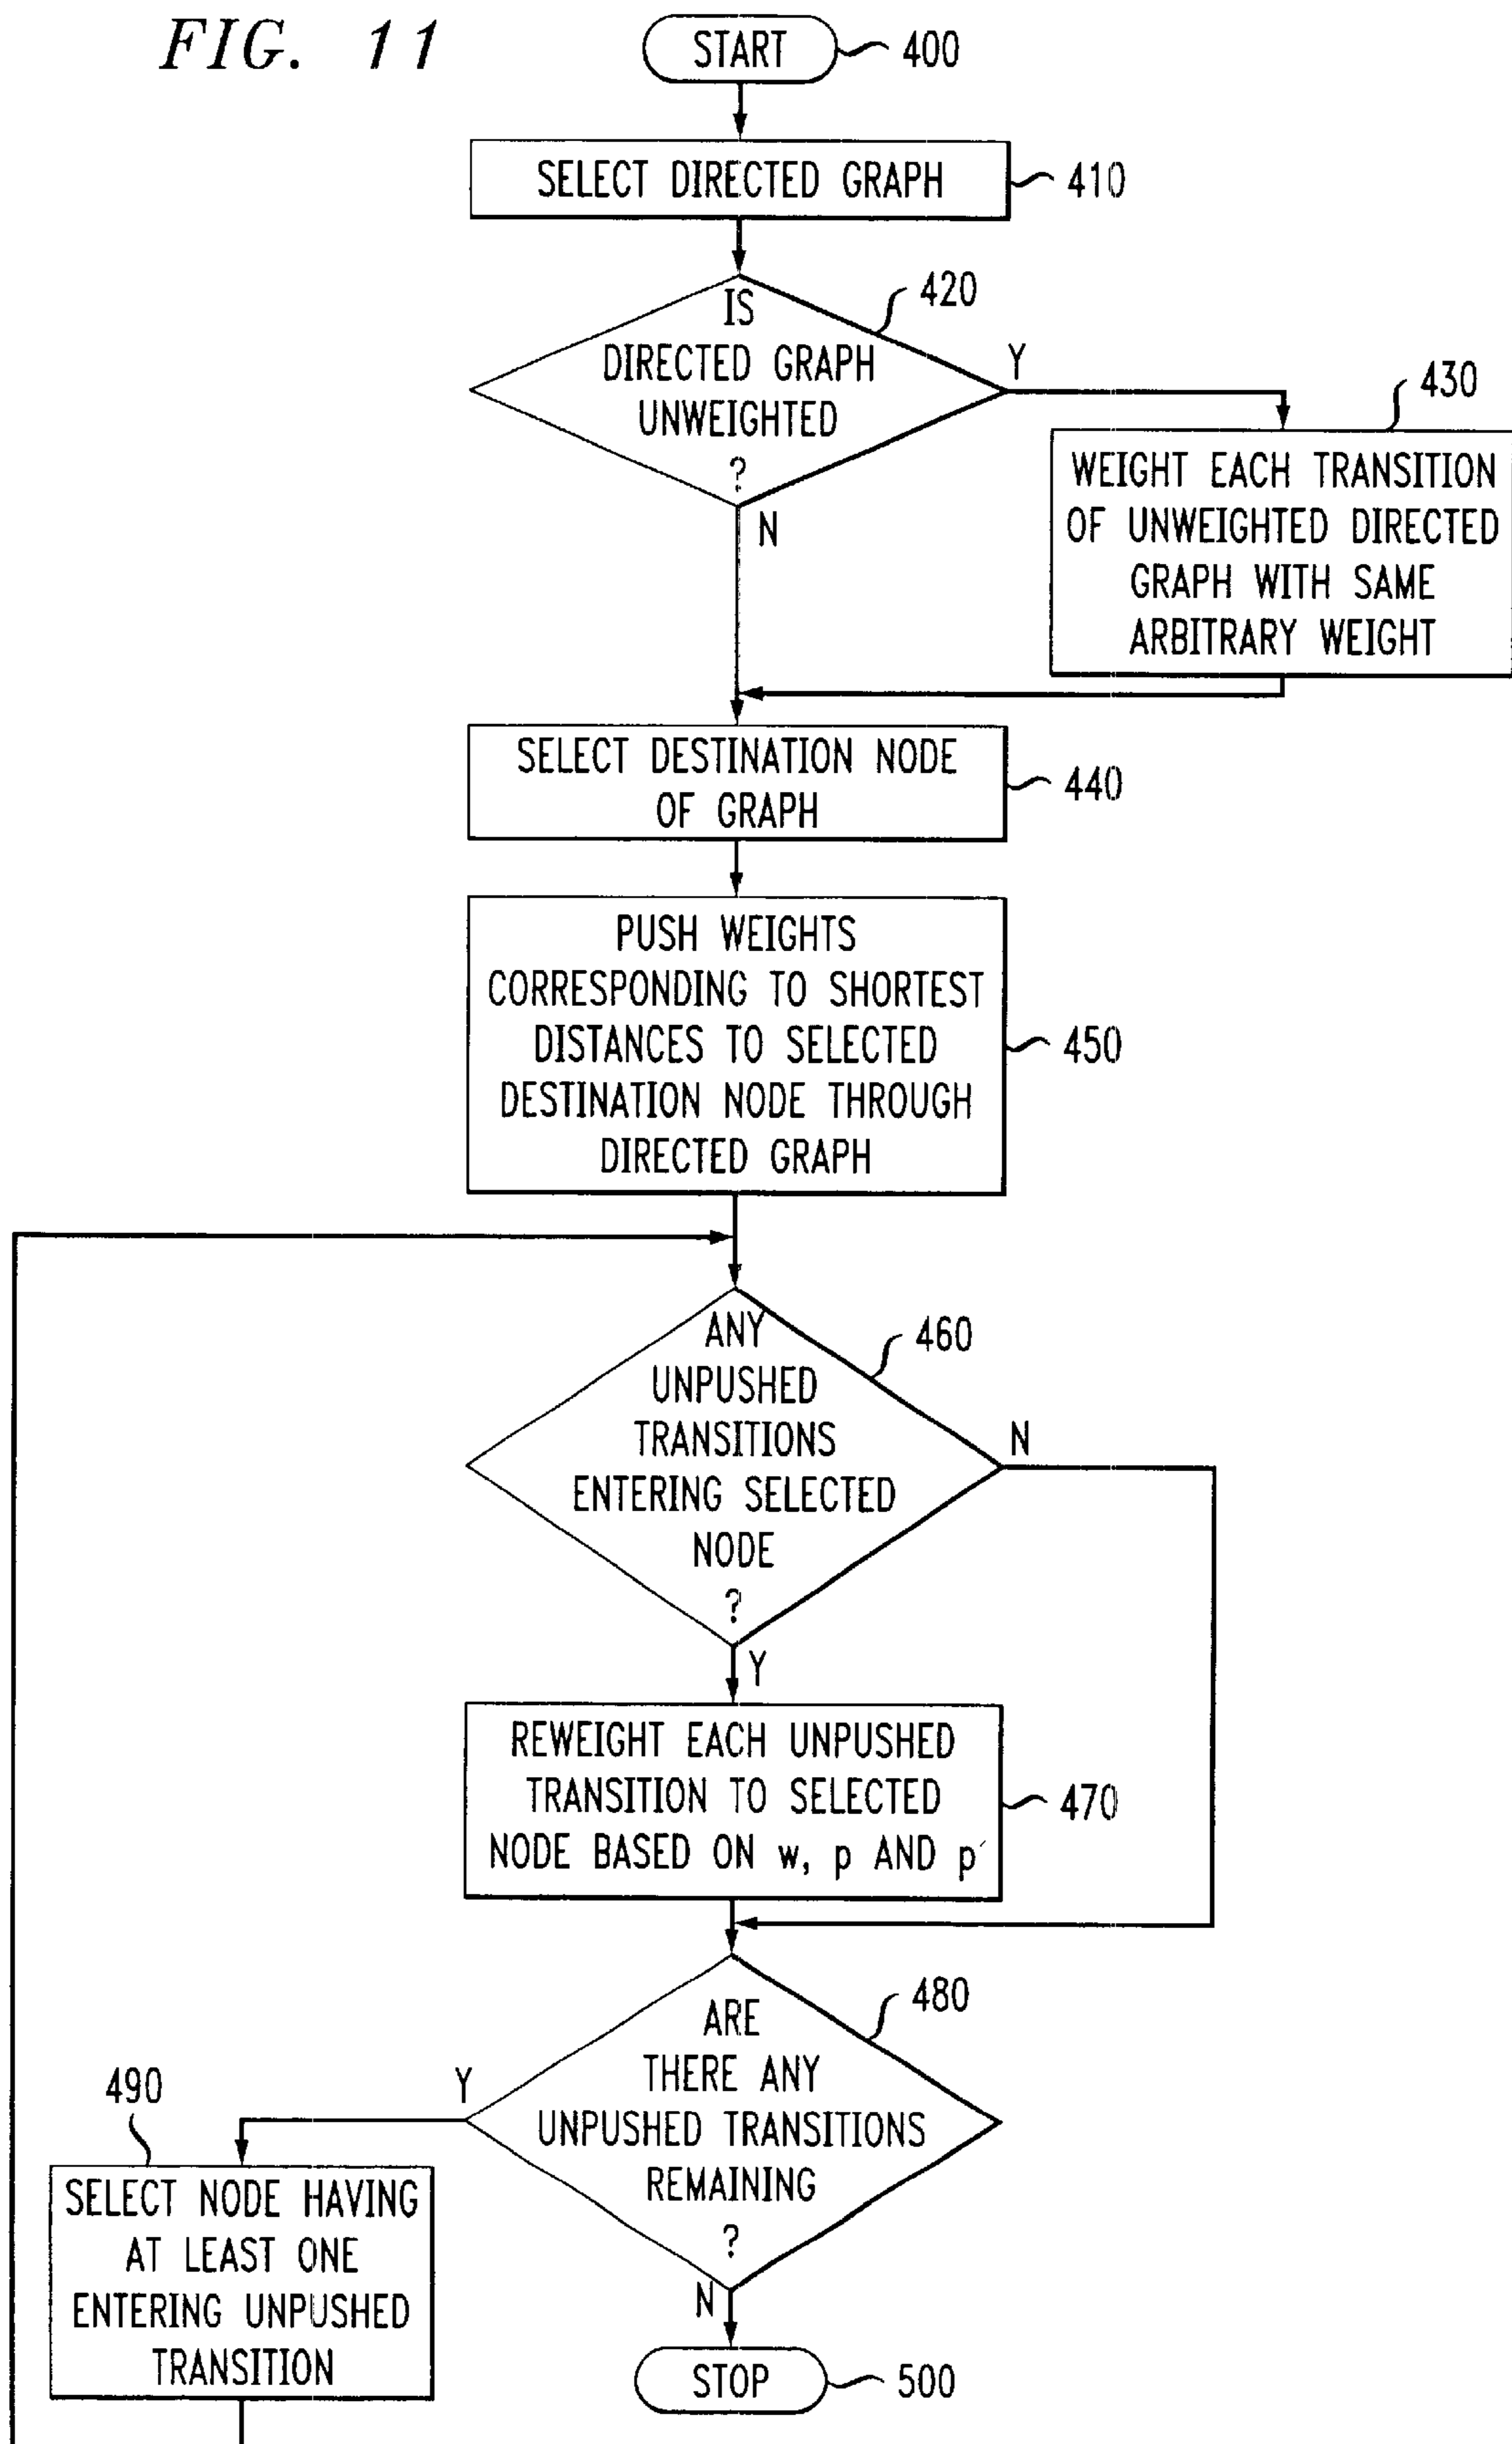 FIG. 11
START
400
SELECT DIRECTED GRAPH
410
IS
DIRECTED GRAPH
UNWEIGHTED
?
420
Y
N
430
WEIGHT EACH TRANSITION
OF UNWEIGHTED DIRECTED
GRAPH WITH SAME
ARBITRARY WEIGHT
SELECT DESTINATION NODE
OF GRAPH
440
PUSH WEIGHTS
CORRESPONDING TO SHORTEST
DISTANCES TO SELECTED
DESTINATION NODE THROUGH
DIRECTED GRAPH
450
ANY
UNPUSHED
TRANSITIONS
ENTERING SELECTED
NODE
?
460
N
Y
REWEIGHT EACH UNPUSHED
TRANSITION TO SELECTED
NODE BASED ON w, p AND p´
470
ARE
THERE ANY
UNPUSHED TRANSITIONS
REMAINING
?
480
Y
N
490
SELECT NODE HAVING
AT LEAST ONE
ENTERING UNPUSHED
TRANSITION
STOP
500